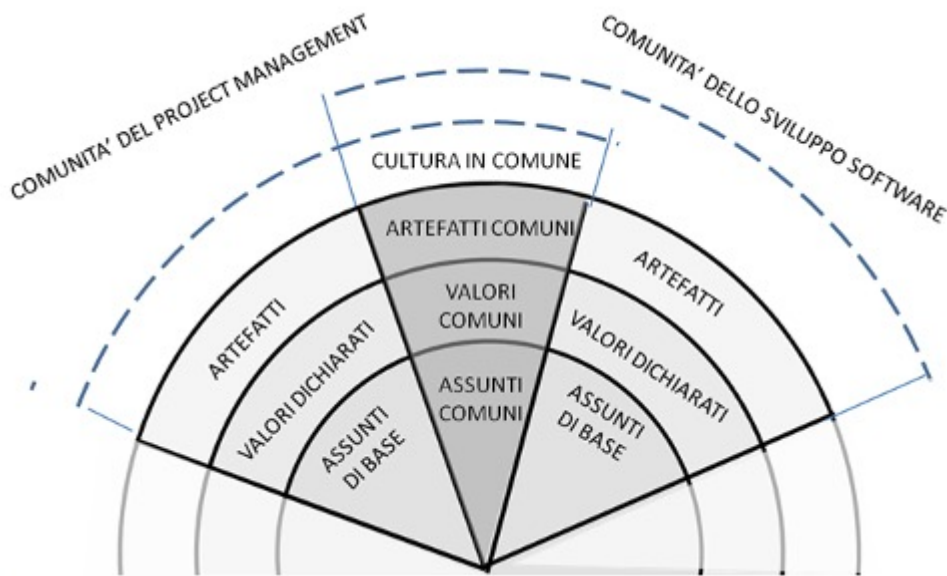 COMUNITA' DEL PROJECT MANAGEMENT
COMUNITA' DELLO SVILUPPO SOFTWARE
CULTURA IN COMUNE
ARTEFATTI COMUNI
VALORI
COMUNI
ASSUNTI
COMUNI
ARTEFATTI
VALORI DICHIARATI
ASSUNTI
DI BASE
ARTEFATTI
VALORI DICHIARATI
ASSUNTI
DI BASE